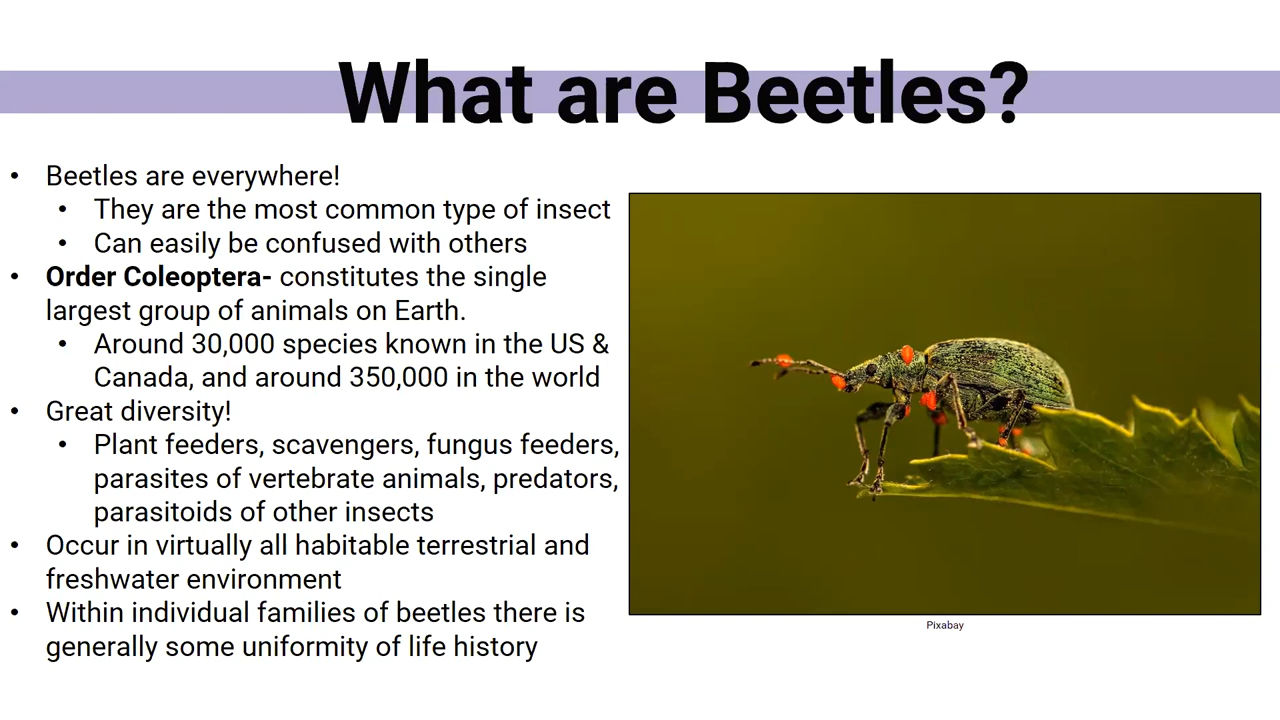 What are Beetles?
• Beetles are everywhere!
• They are the most common type of insect
• Can easily be confused with others
• Order Coleoptera- constitutes the single
largest group of animals on Earth.
• Around 30,000 species known in the US &
Canada, and around 350,000 in the world
• Great diversity!
• Plant feeders, scavengers, fungus feeders,
parasites of vertebrate animals, predators,
parasitoids of other insects
• Occur in virtually all habitable terrestrial and
freshwater environment
• Within individual families of beetles there is
generally some uniformity of life history
Pixabay